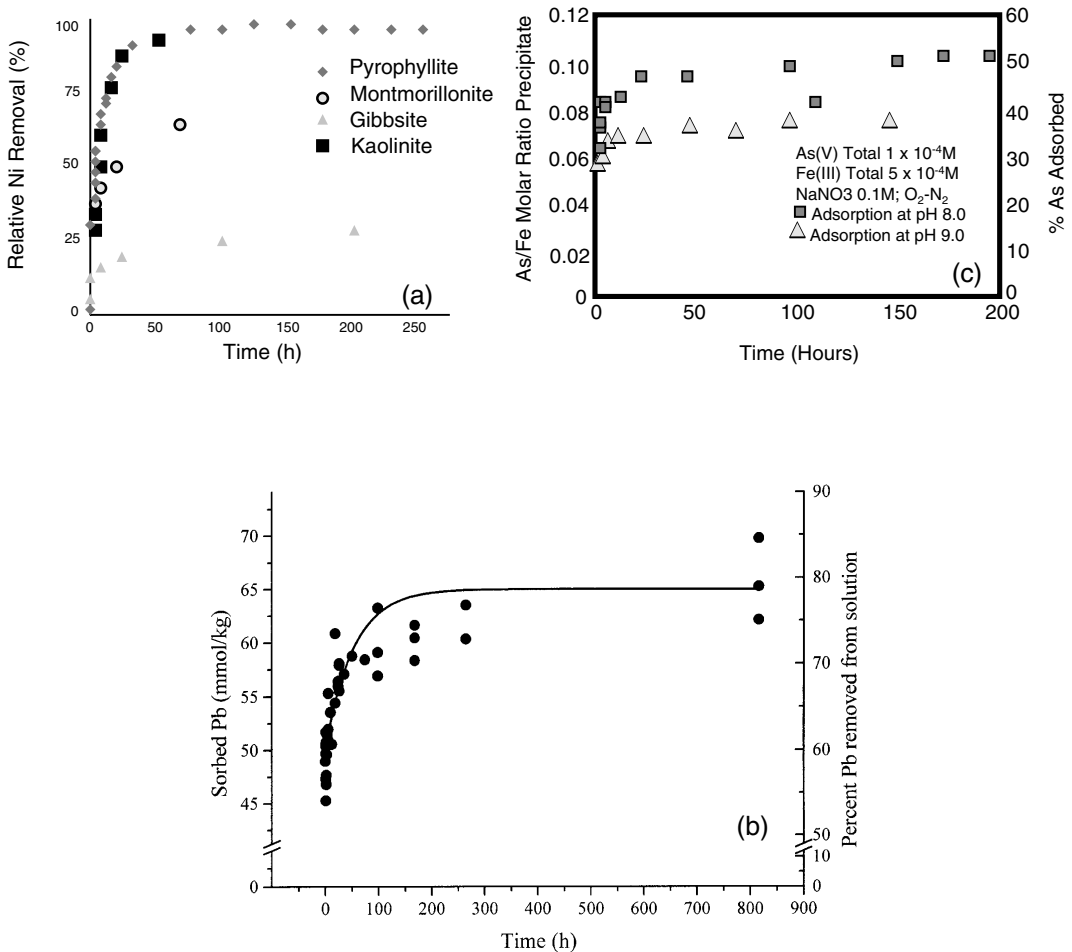 Relative Ni Removal (%)
100
75
50
25
0
0 50 100 150 200 250
Time (h)
Pyrophyllite
Montmorillonite
Gibbsite
Kaolinite
(a)
As/Fe Molar Ratio Precipitate
0.12
0.10
0.08
0.06
0.04
0.02
0
0 50 100 150 200
Time (Hours)
60
50
40
30
20
10
0
% As Adsorbed
As(V) Total 1 x 10⁻⁴M
Fe(III) Total 5 x 10⁻⁴M
NaNO3 0.1M; O₂-N₂
Adsorption at pH 8.0
Adsorption at pH 9.0
(c)
Sorbed Pb (mmol/kg)
70
65
60
55
50
45
0
0 100 200 300 400 500 600 700 800 900
Time (h)
90
80
70
60
50
10
0
Percent Pb removed from solution
(b)